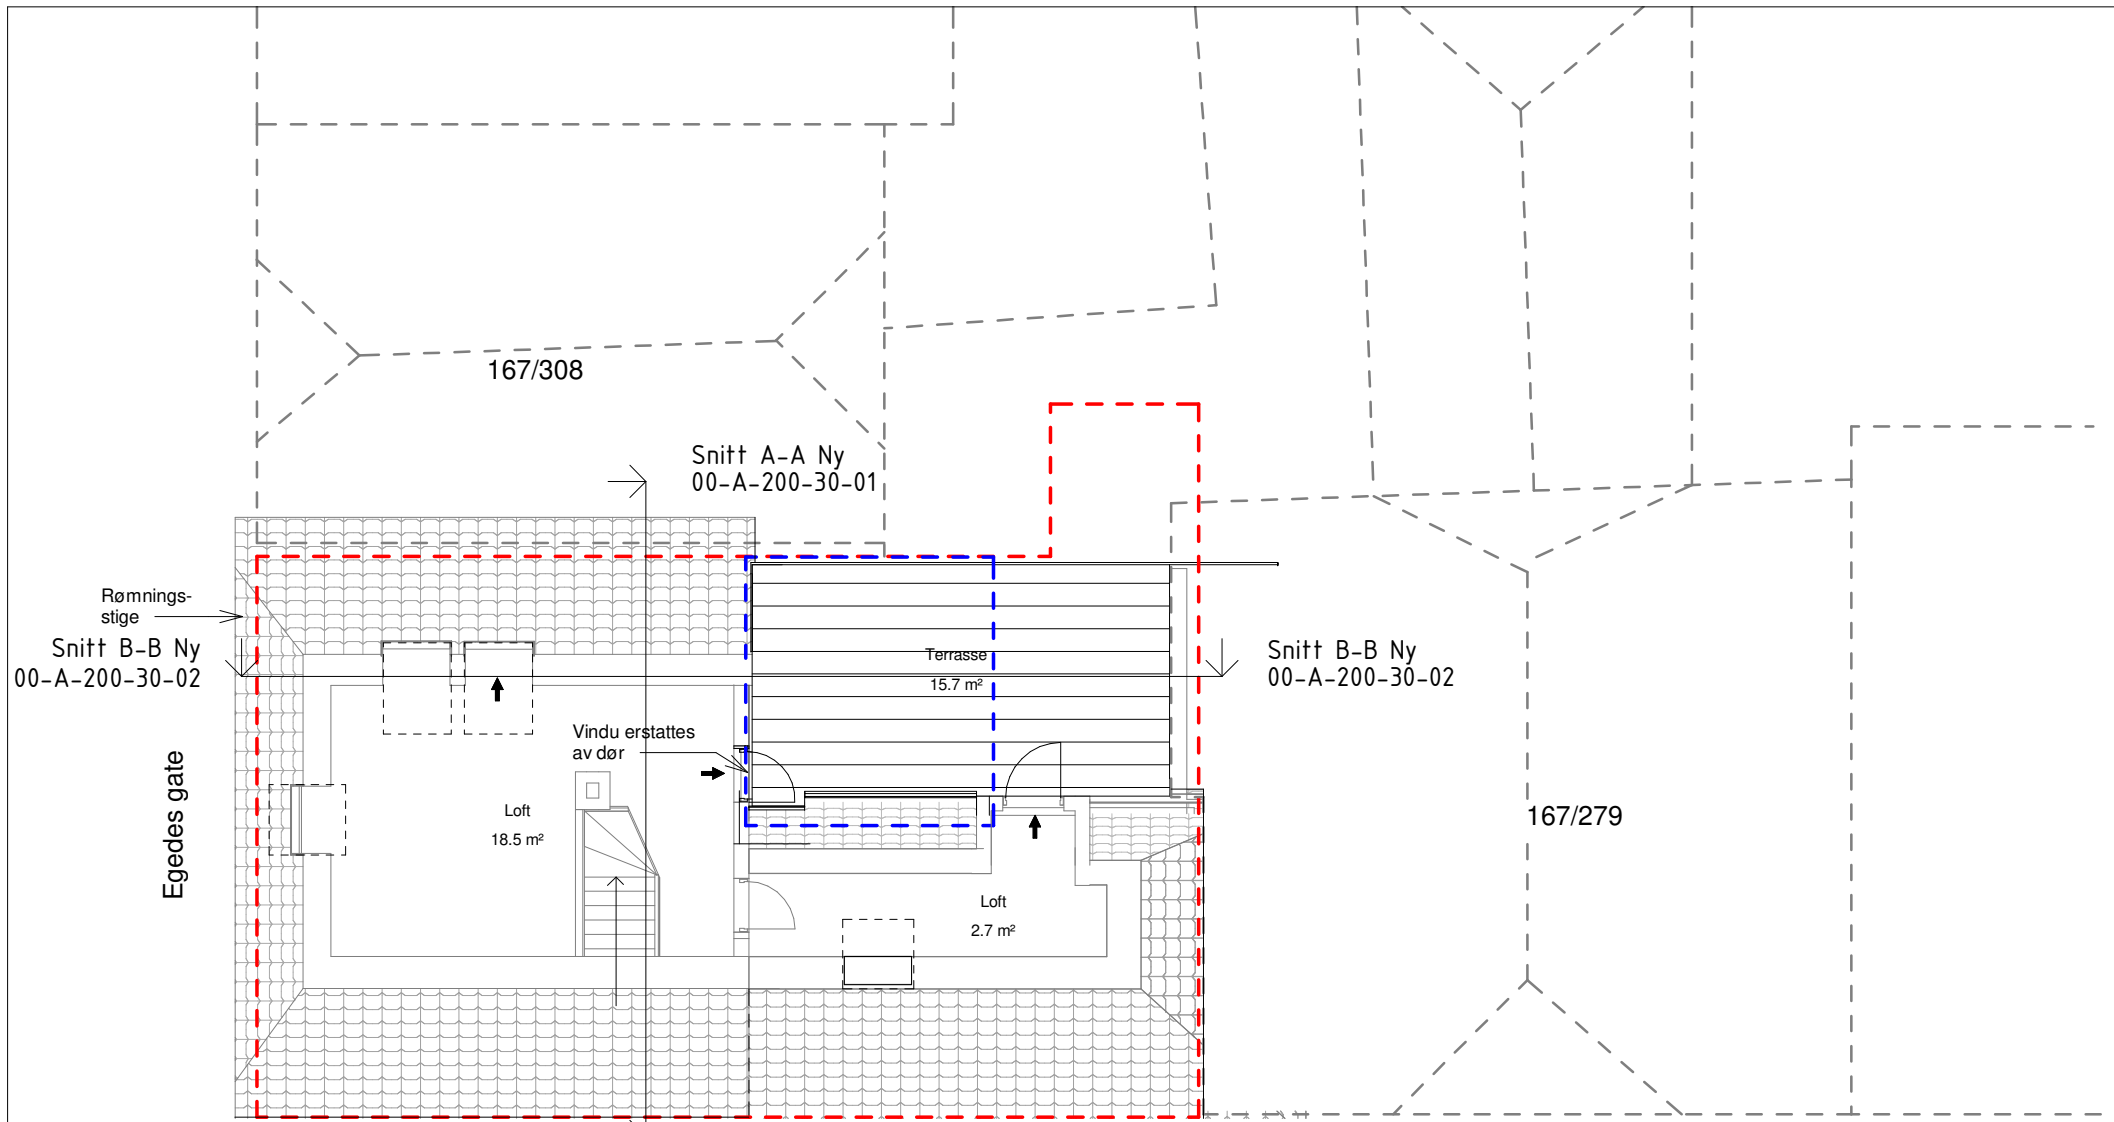 167/308
Snitt A-A Ny
00-A-200-30-01
Rømnings-
stige
Snitt B-B Ny
00-A-200-30-02
Terrasse
15.7 m²
Snitt B-B Ny
00-A-200-30-02
Vindu erstattes
av dør
Egedes gate
Loft
18.5 m²
167/279
Loft
2.7 m²